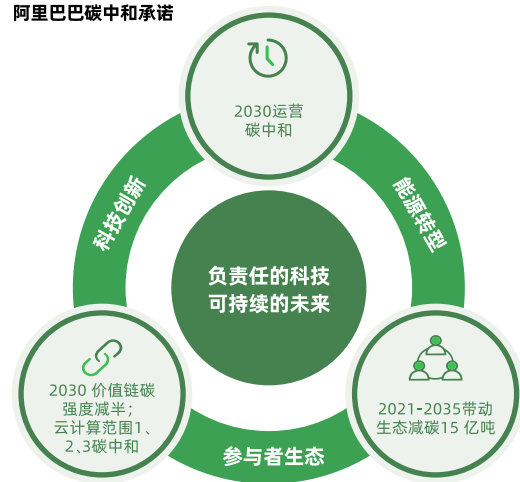 阿里巴巴碳中和承诺
2030运营
碳中和
科技创新
能源转型
负责任的科技
可持续的未来
2030 价值链碳
强度减半；
云计算范围1、
2、3碳中和
2021-2035带动
生态减碳15 亿吨
参与者生态